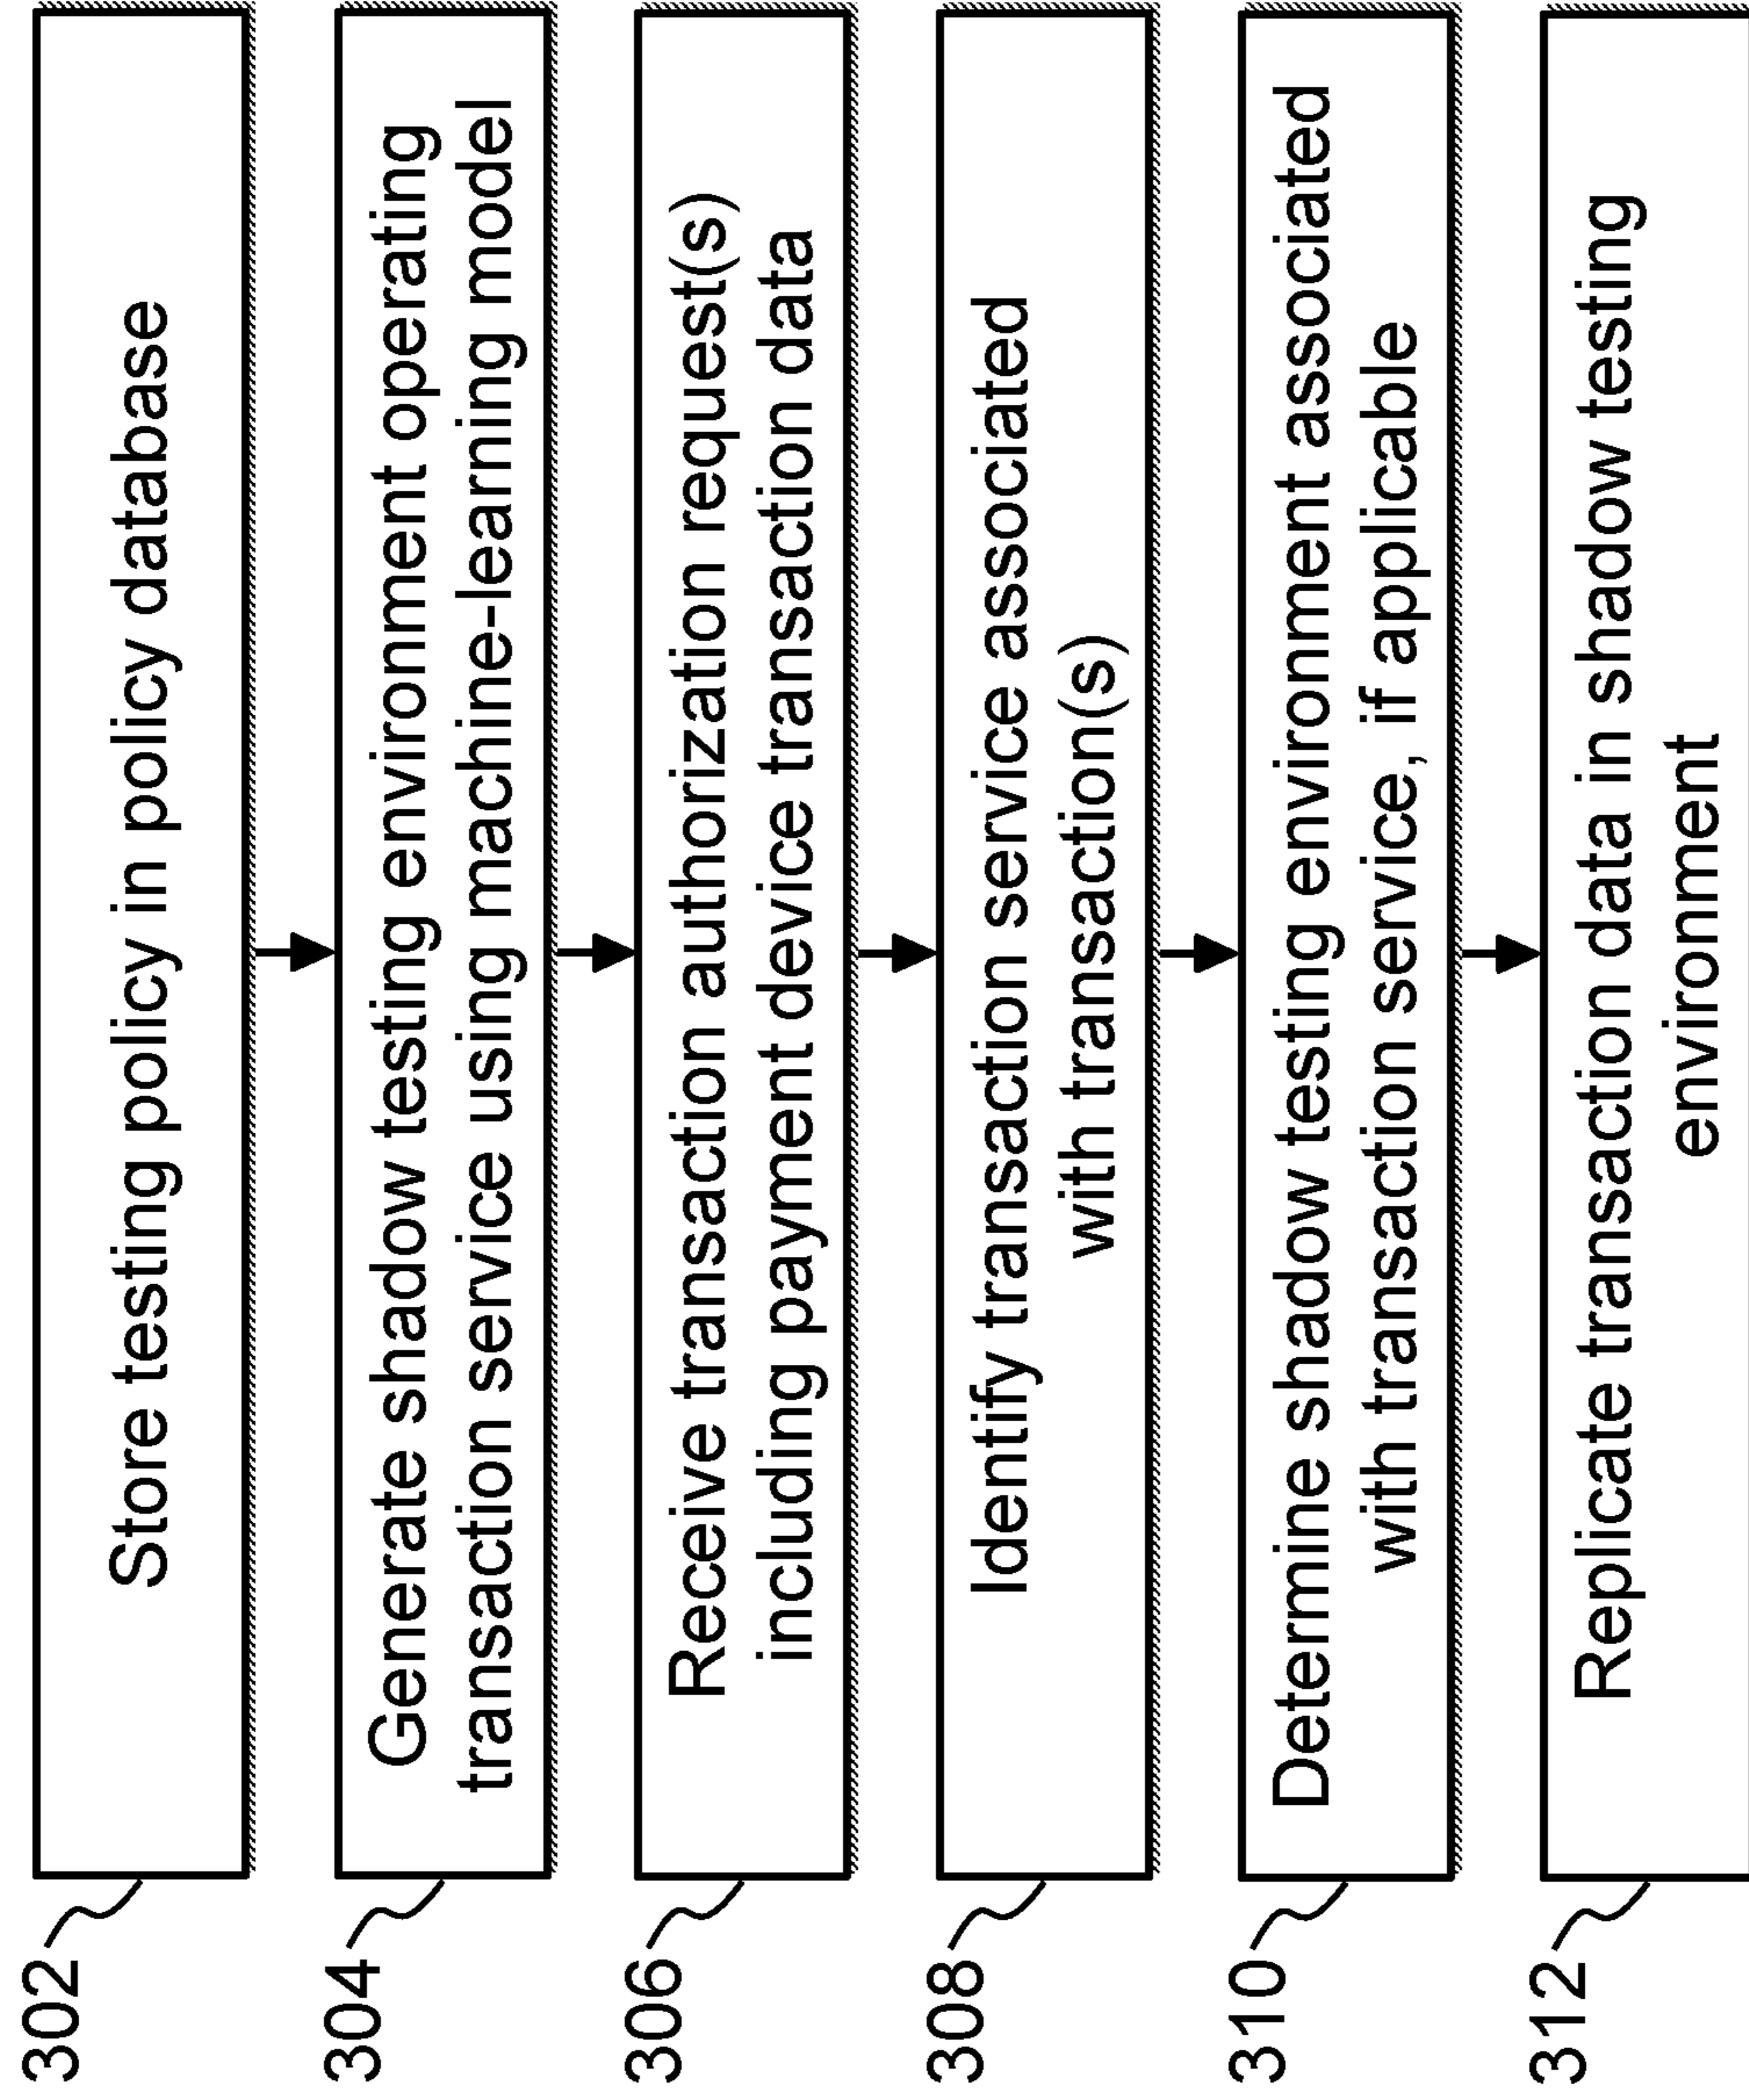 302
Store testing policy in policy database
304
Generate shadow testing environment operating
transaction service using machine-learning model
306
Receive transaction authorization request(s)
including payment device transaction data
308
Identify transaction service associated
with transaction(s)
310
Determine shadow testing environment associated
with transaction service, if applicable
312
Replicate transaction data in shadow testing
environment